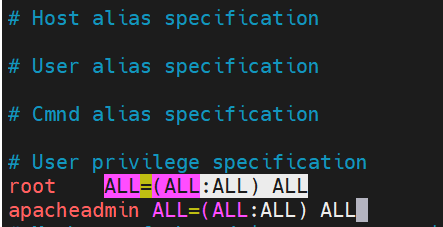 # Host alias specification
# User alias specification
# Cmnd alias specification
# User privilege specification
root    ALL=(ALL:ALL) ALL
apacheadmin ALL=(ALL:ALL) ALL